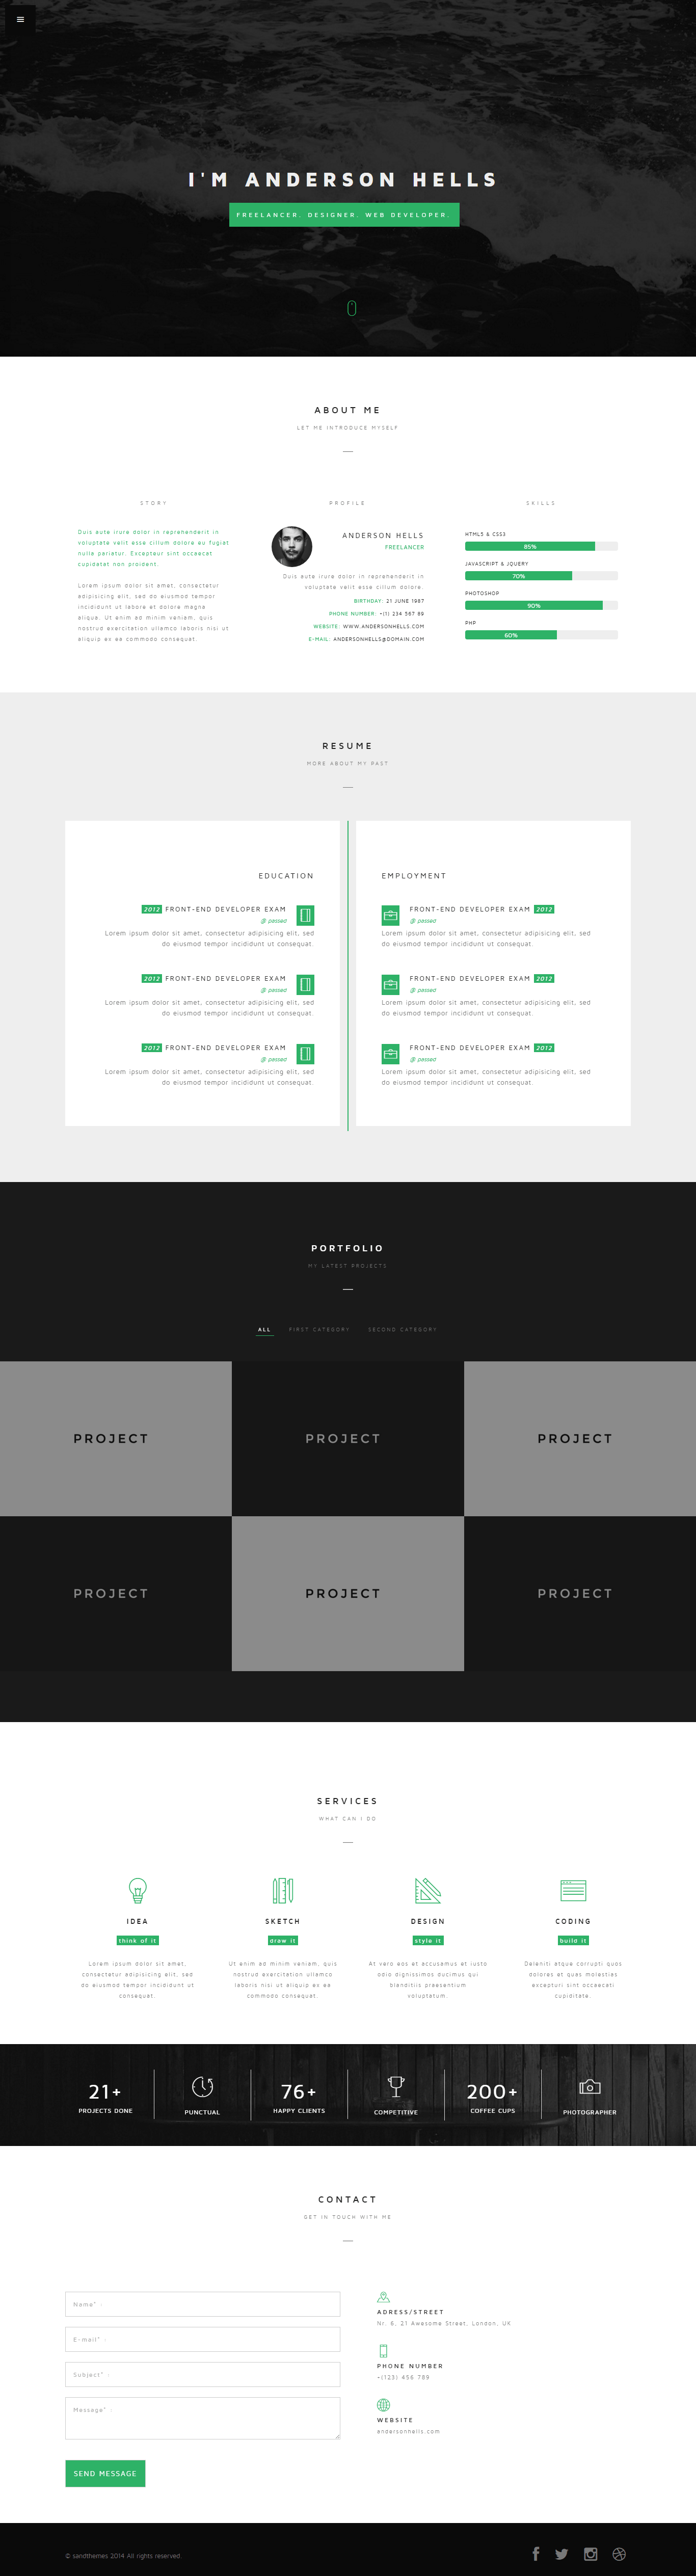 I'M ANDERSON HELLS
FREELANCER. DESIGNER. WEB DEVELOPER.
ABOUT ME
LET ME INTRODUCE MYSELF
STORY
Duis aute irure dolor in reprehenderit in
voluptate velit esse cillum dolore eu fugiat
nulla pariatur. Excepteur sint occaecat
cupidatat non proident.
Lorem ipsum dolor sit amet, consectetur
adipisicing elit, sed do eiusmod tempor
incididunt ut labore et dolore magna
aliqua. Ut enim ad minim veniam, quis
nostrud exercitation ullamco laboris nisi ut
aliquip ex ea commodo consequat.
PROFILE
ANDERSON HELLS
FREELANCER
Duis aute irure dolor in reprehenderit in
voluptate velit esse cillum dolore.
BIRTHDAY: 21 JUNE 1987
PHONE NUMBER: +(1) 234 567 89
WEBSITE: WWW.ANDERSONHELLS.COM
E-MAIL: ANDERSONHELLS@DOMAIN.COM
SKILLS
HTML5 & CSS3
85%
JAVASCRIPT & JQUERY
70%
PHOTOSHOP
90%
PHP
60%
RESUME
MORE ABOUT MY PAST
EDUCATION
2012 FRONT-END DEVELOPER EXAM
@ passed
Lorem ipsum dolor sit amet, consectetur adipisicing elit, sed
do eiusmod tempor incididunt ut consequat.
2012 FRONT-END DEVELOPER EXAM
@ passed
Lorem ipsum dolor sit amet, consectetur adipisicing elit, sed
do eiusmod tempor incididunt ut consequat.
2012 FRONT-END DEVELOPER EXAM
@ passed
Lorem ipsum dolor sit amet, consectetur adipisicing elit, sed
do eiusmod tempor incididunt ut consequat.
EMPLOYMENT
FRONT-END DEVELOPER EXAM 2012
@ passed
Lorem ipsum dolor sit amet, consectetur adipisicing elit, sed
do eiusmod tempor incididunt ut consequat.
FRONT-END DEVELOPER EXAM 2012
@ passed
Lorem ipsum dolor sit amet, consectetur adipisicing elit, sed
do eiusmod tempor incididunt ut consequat.
FRONT-END DEVELOPER EXAM 2012
@ passed
Lorem ipsum dolor sit amet, consectetur adipisicing elit, sed
do eiusmod tempor incididunt ut consequat.
PORTFOLIO
MY LATEST PROJECTS
ALL FIRST CATEGORY SECOND CATEGORY
PROJECT PROJECT PROJECT
PROJECT PROJECT PROJECT
SERVICES
WHAT CAN I DO
IDEA
think of it
Lorem ipsum dolor sit amet,
consectetur adipisicing elit, sed
do eiusmod tempor incididunt ut
consequat.
SKETCH
draw it
Ut enim ad minim veniam, quis
nostrud exercitation ullamco
laboris nisi ut aliquip ex ea
commodo consequat.
DESIGN
style it
At vero eos et accusamus et iusto
odio dignissimos ducimus qui
blanditiis praesentium
voluptatum.
CODING
build it
Deleniti atque corrupti quos
dolores et quas molestias
excepturi sint occaecati
cupiditate.
21+
PROJECTS DONE
PUNCTUAL
76+
HAPPY CLIENTS
COMPETITIVE
200+
COFFEE CUPS
PHOTOGRAPHER
CONTACT
GET IN TOUCH WITH ME
Name* :
E-mail* :
Subject* :
Message* :
SEND MESSAGE
ADRESS/STREET
Nr. 6, 21 Awesome Street, London, UK
PHONE NUMBER
+(123) 456 789
WEBSITE
andersonhells.com
© sandthemes 2014 All rights reserved.